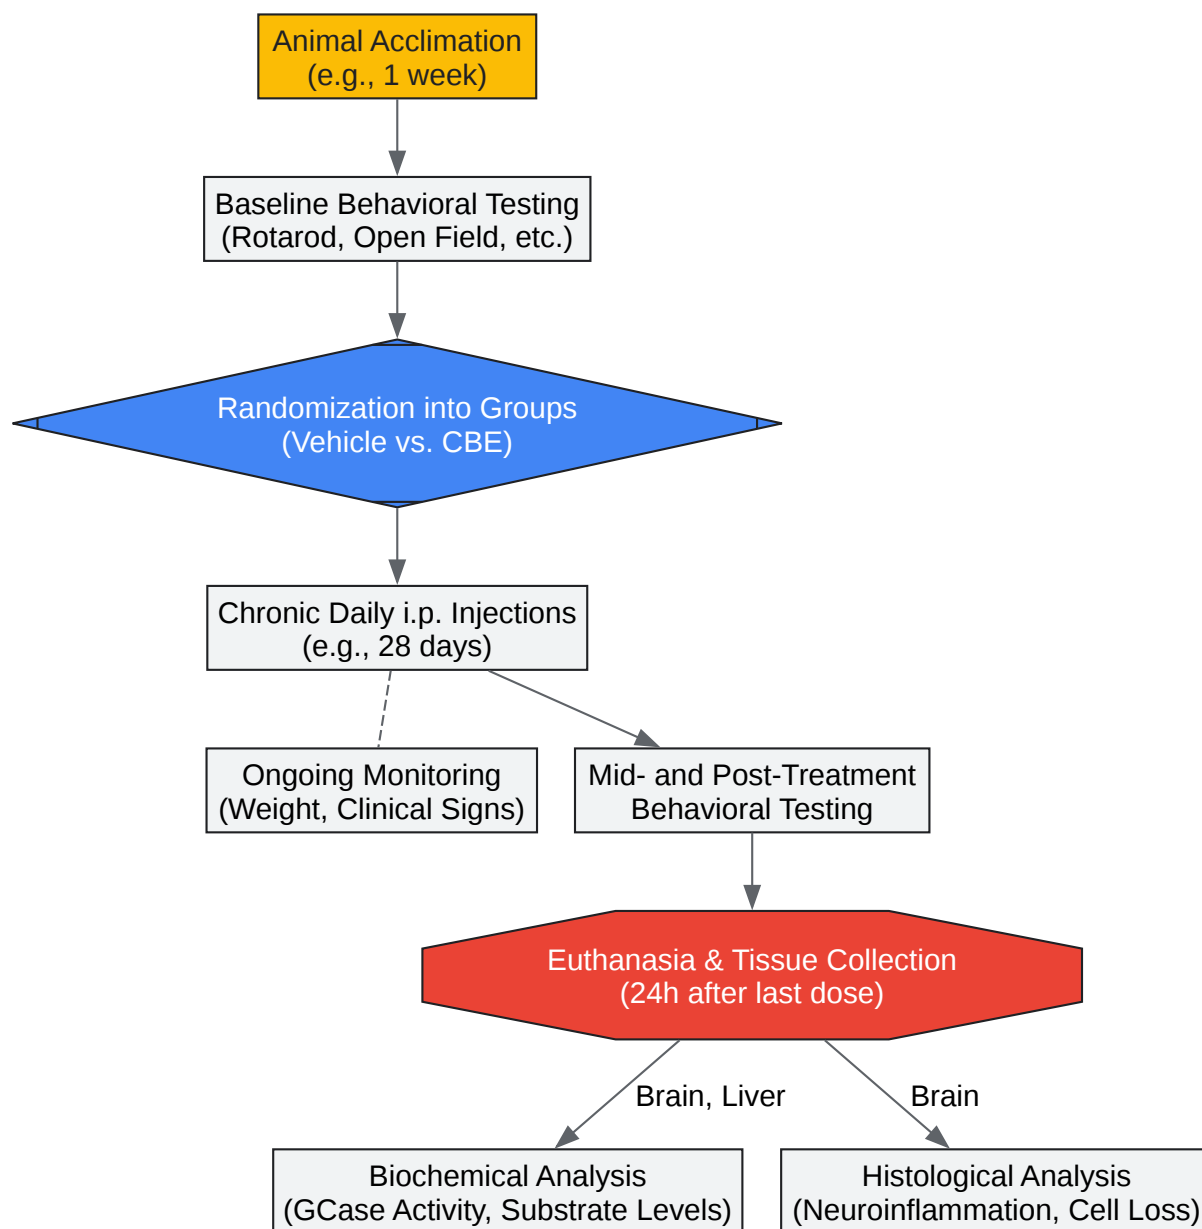 Animal Acclimation
(e.g., 1 week)
Baseline Behavioral Testing
(Rotarod, Open Field, etc.)
Randomization into Groups
(Vehicle vs. CBE)
Chronic Daily i.p. Injections
(e.g., 28 days)
Ongoing Monitoring
(Weight, Clinical Signs)
Mid- and Post-Treatment
Behavioral Testing
Euthanasia & Tissue Collection
(24h after last dose)
Brain, Liver
Brain
Biochemical Analysis
(GCase Activity, Substrate Levels)
Histological Analysis
(Neuroinflammation, Cell Loss)